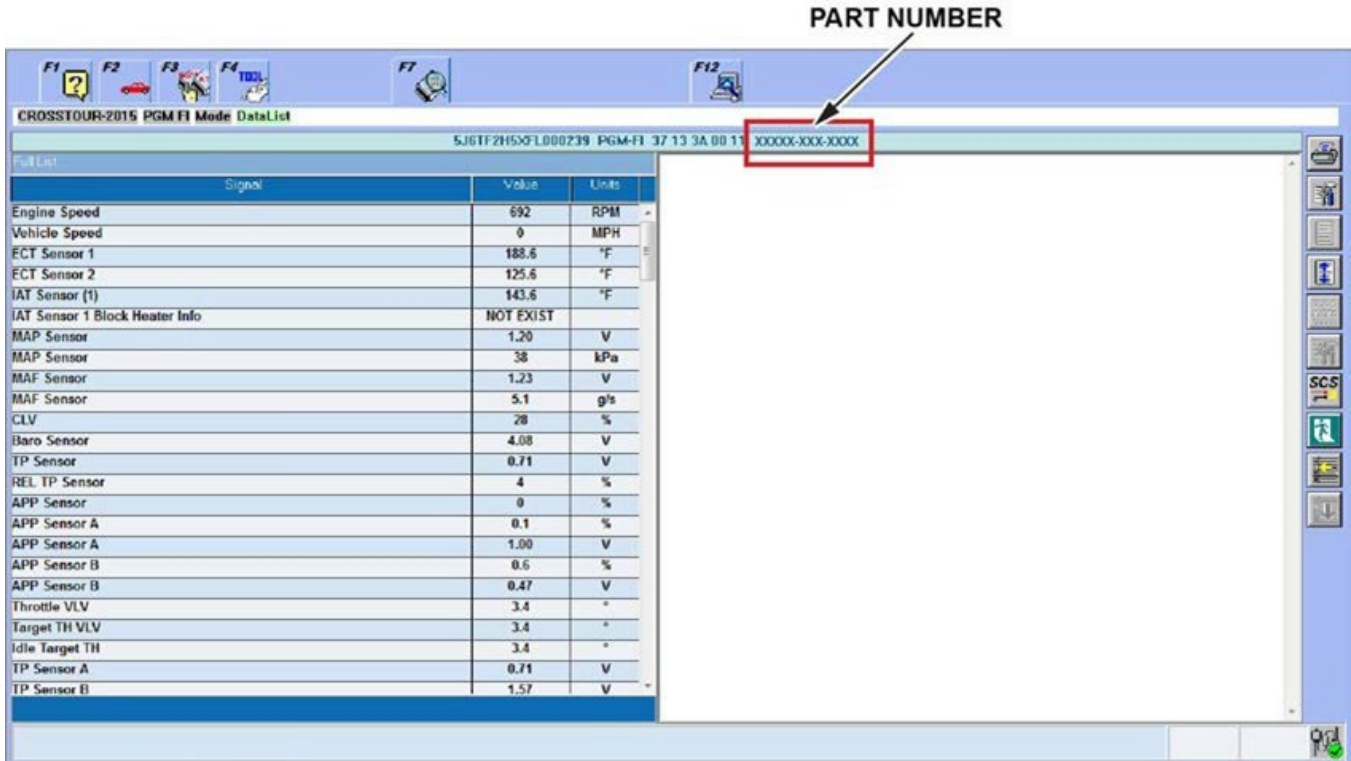 PART NUMBER
F1 F2 F3 F4 TOOL F7 F12
CROSSTOUR-2015 PGM FI Mode DataList
5J6TF2H5XFL000239 PGM-FI 37 13 3A 00 11 XXXXX-XXX-XXXX
Full List
Signal Value Units
Engine Speed 692 RPM
Vehicle Speed 0 MPH
ECT Sensor 1 188.6 °F
ECT Sensor 2 125.6 °F
IAT Sensor (1) 143.6 °F
IAT Sensor 1 Block Heater Info NOT EXIST
MAP Sensor 1.20 V
MAP Sensor 38 kPa
MAF Sensor 1.23 V
MAF Sensor 5.1 g/s
CLV 28 %
Baro Sensor 4.08 V
TP Sensor 0.71 V
REL TP Sensor 4 %
APP Sensor 0 %
APP Sensor A 0.1 %
APP Sensor A 1.00 V
APP Sensor B 0.6 %
APP Sensor B 0.47 V
Throttle VLV 3.4 °
Target TH VLV 3.4 °
Idle Target TH 3.4 °
TP Sensor A 0.71 V
TP Sensor B 1.57 V
SCS